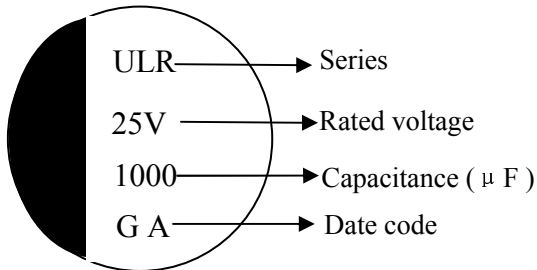 ULR Series
25V Rated voltage
1000 Capacitance ( μ F )
G A Date code